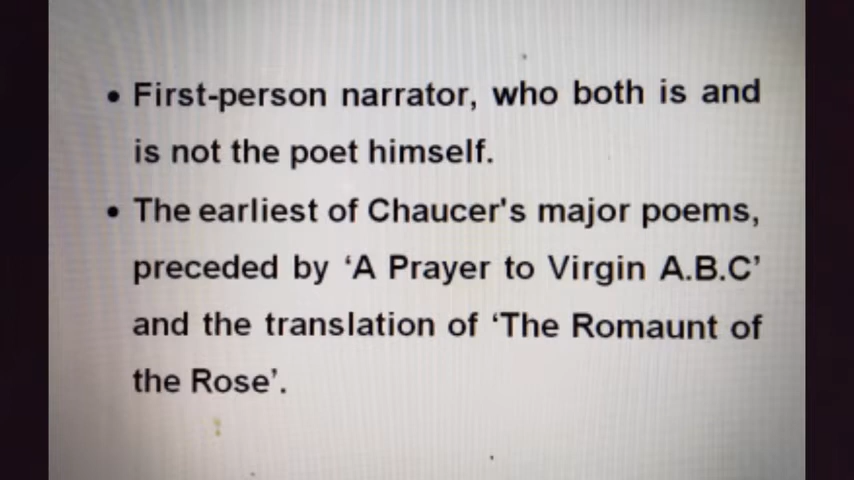 • First-person narrator, who both is and
is not the poet himself.
• The earliest of Chaucer's major poems,
preceded by ‘A Prayer to Virgin A.B.C’
and the translation of ‘The Romaunt of
the Rose’.